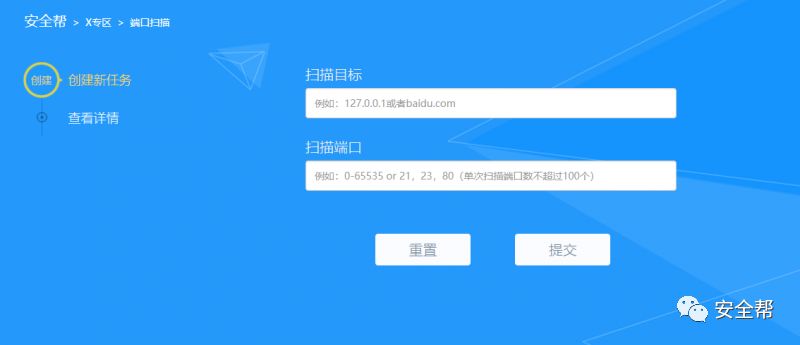 安全帮 > X专区 > 端口扫描
创建 创建新任务
查看详情
扫描目标
例如：127.0.0.1或者baidu.com
扫描端口
例如：0-65535 or 21，23，80（单次扫描端口数不超过100个）
重置 提交
安全帮